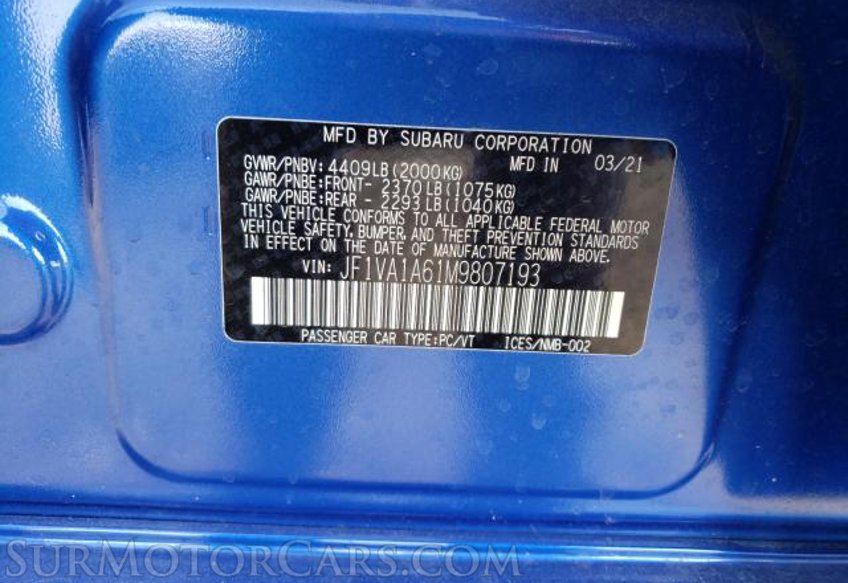 MFD BY SUBARU CORPORATION
MFD IN 03/21
GVWR/PNBV: 4409LB(2000KG)
GAWR/PNBE:FRONT- 2370LB(1075KG)
GAWR/PNBE:REAR - 2293LB(1040KG)
THIS VEHICLE CONFORMS TO ALL APPLICABLE FEDERAL MOTOR
VEHICLE SAFETY, BUMPER, AND THEFT PREVENTION STANDARDS
IN EFFECT ON THE DATE OF MANUFACTURE SHOWN ABOVE.
VIN: JF1VA1A61M9807193
PASSENGER CAR TYPE:PC/VT ICES/NMB-002
SURMOTORCARS.COM